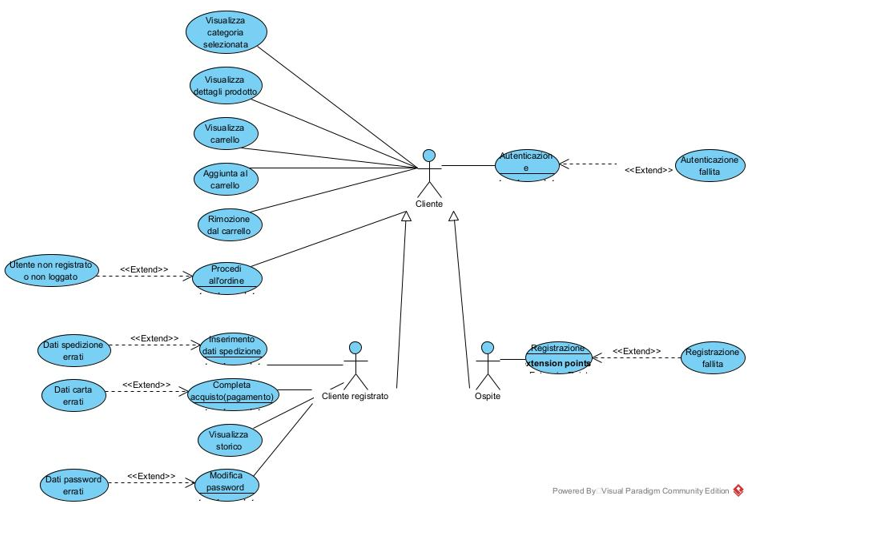 Visualizza
categoria
selezionata
Visualizza
dettagli prodotto
Visualizza
carrello
Aggiunta al
carrello
Rimozione
dal carrello
Procedi
all'ordine
<<Extend>>
Utente non registrato
o non loggato
Cliente
Autenticazion
e
<<Extend>>
Autenticazione
fallita
Dati spedizione
errati
<<Extend>>
Inserimento
dati spedizione
Dati carta
errati
<<Extend>>
Completa
acquisto(pagamento)
Visualizza
storico
Dati password
errati
<<Extend>>
Modifica
password
Cliente registrato
Ospite
Registrazione
xtension points
<<Extend>>
Registrazione
fallita
Powered By: Visual Paradigm Community Edition